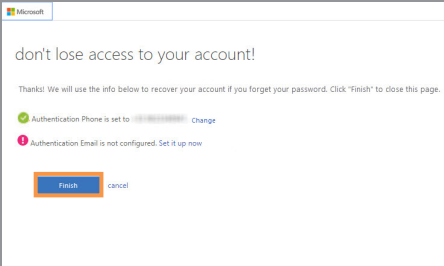 Microsoft
don't lose access to your account!
Thanks! We will use the info below to recover your account if you forget your password. Click "Finish" to close this page.
Authentication Phone is set to Change
Authentication Email is not configured. Set it up now
Finish cancel